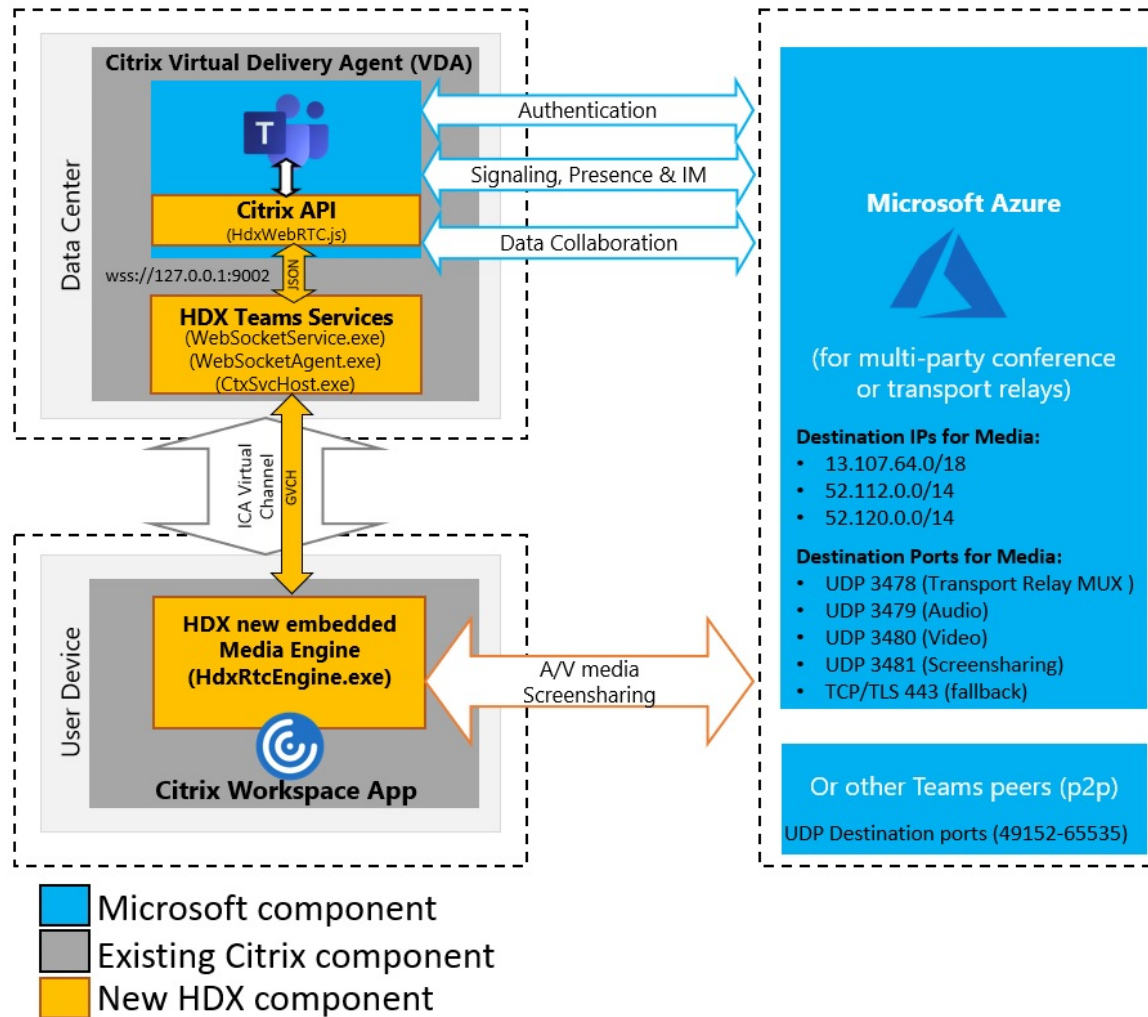 Citrix Virtual Delivery Agent (VDA)
T
Citrix API
(HdxWebRTC.js)
wss://127.0.0.1:9002
JSON
HDX Teams Services
(WebSocketService.exe)
(WebSocketAgent.exe)
(CtxSvcHost.exe)
Data Center
Authentication
Signaling, Presence & IM
Data Collaboration
ICA Virtual
Channel
GVCH
User Device
HDX new embedded
Media Engine
(HdxRtcEngine.exe)
Citrix Workspace App
A/V media
Screensharing
Microsoft Azure
(for multi-party conference
or transport relays)
Destination IPs for Media:
• 13.107.64.0/18
• 52.112.0.0/14
• 52.120.0.0/14
Destination Ports for Media:
• UDP 3478 (Transport Relay MUX )
• UDP 3479 (Audio)
• UDP 3480 (Video)
• UDP 3481 (Screensharing)
• TCP/TLS 443 (fallback)
Or other Teams peers (p2p)
UDP Destination ports (49152-65535)
Microsoft component
Existing Citrix component
New HDX component